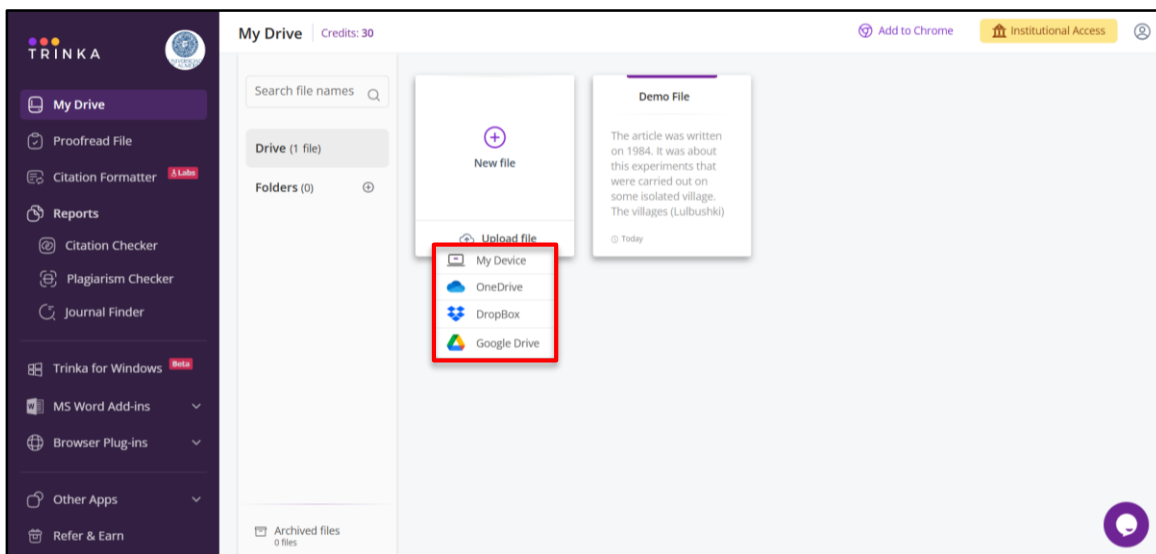 TRINKA
My Drive
Proofread File
Citation Formatter
Labs
Reports
Citation Checker
Plagiarism Checker
Journal Finder
Trinka for Windows
Beta
MS Word Add-ins
Browser Plug-ins
Other Apps
Refer & Earn
My Drive
Credits: 30
Add to Chrome
Institutional Access
Search file names
Drive (1 file)
Folders (0)
Archived files
0 files
New file
Upload file
My Device
OneDrive
DropBox
Google Drive
Demo File
The article was written
on 1984. It was about
this experiments that
were carried out on
some isolated village.
The villages (Lulbushki)
Today